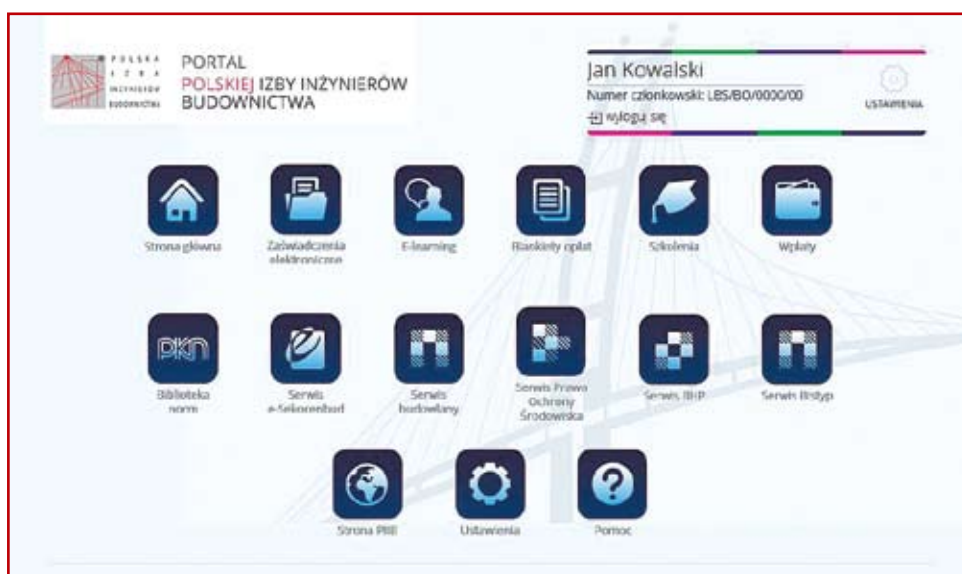 POLSKA
IZBA
INŻYNIERÓW
BUDOWNICTWA
PORTAL
POLSKIEJ IZBY INŻYNIERÓW
BUDOWNICTWA
Jan Kowalski
Numer członkowski: LBS/BO/0000/00
wyloguj się
USTAWIENIA
Strona główna
Zaświadczenia
elektroniczne
E-learning
Blankiety opłat
Szkolenia
Wpłaty
PKN
Biblioteka
norm
Serwis
e-Sekocenbud
Serwis
budowlany
Serwis Prawo
Ochrony
Środowiska
Serwis BHP
Serwis Bistyp
Strona PIIB
Ustawienia
Pomoc